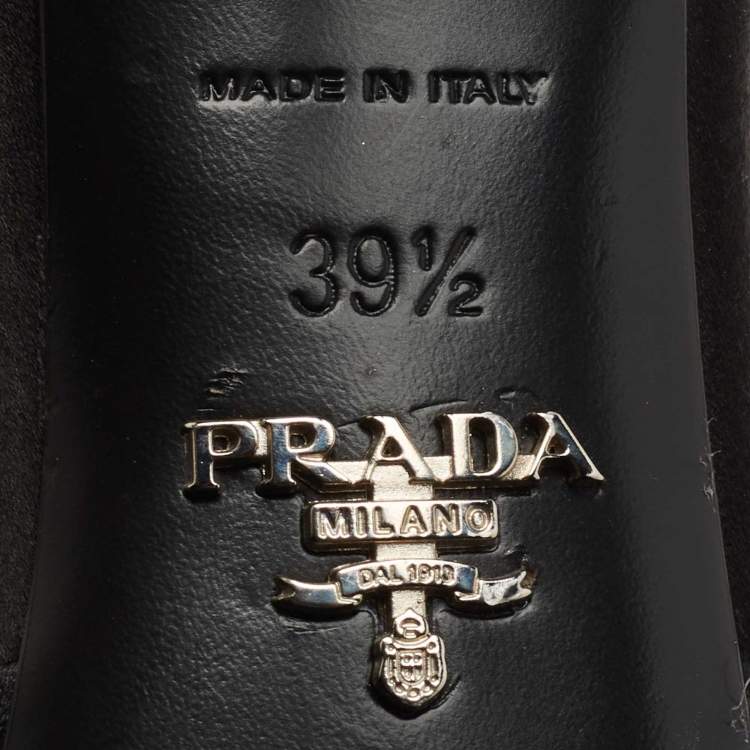 MADE IN ITALY
39½
PRADA
MILANO
DAL 1913